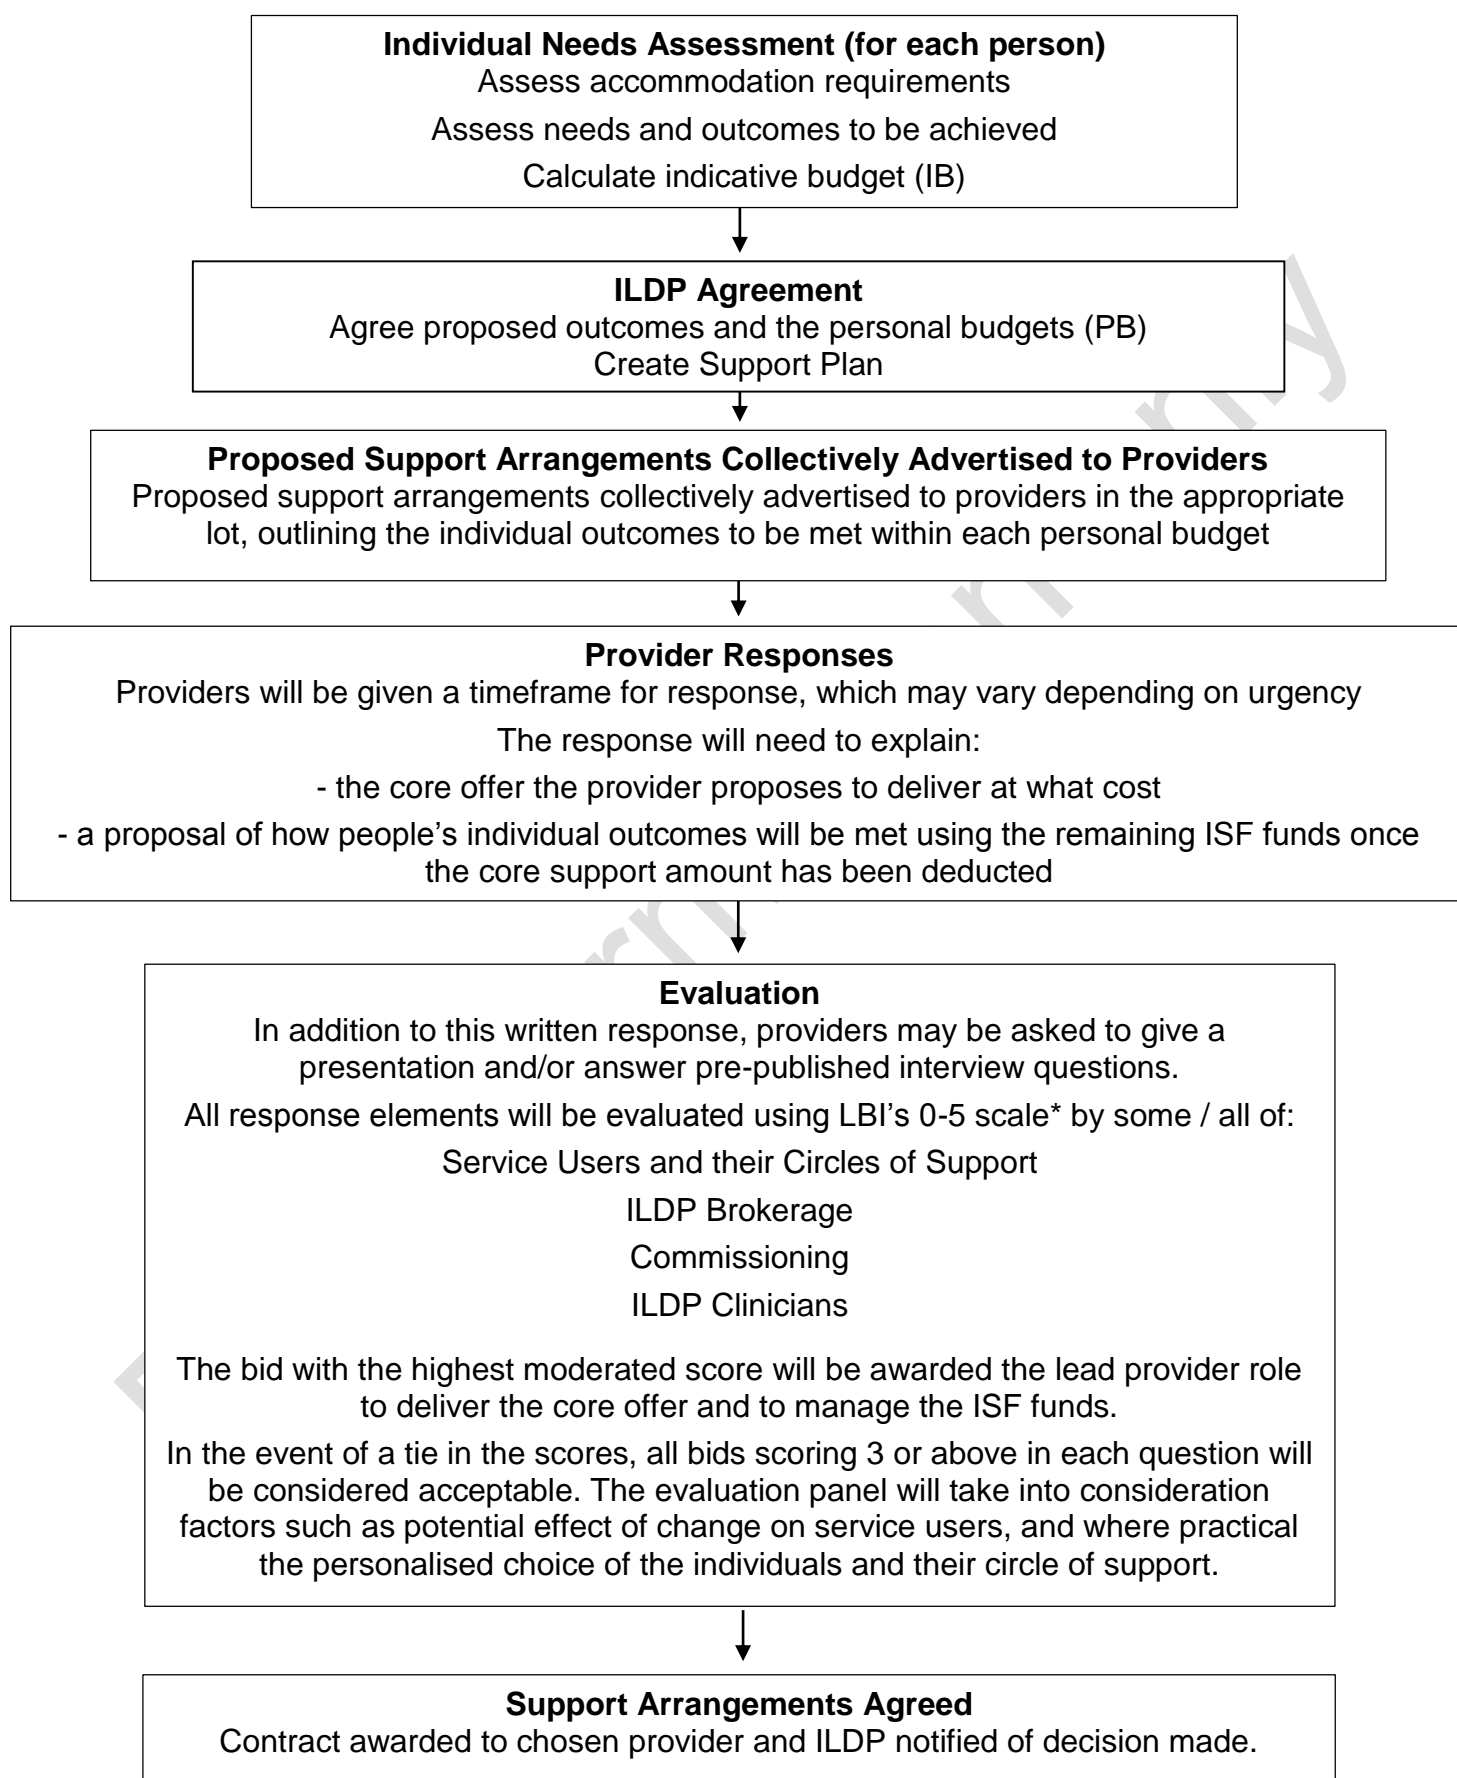 Individual Needs Assessment (for each person)
Assess accommodation requirements
Assess needs and outcomes to be achieved
Calculate indicative budget (IB)
ILDP Agreement
Agree proposed outcomes and the personal budgets (PB)
Create Support Plan
Proposed Support Arrangements Collectively Advertised to Providers
Proposed support arrangements collectively advertised to providers in the appropriate
lot, outlining the individual outcomes to be met within each personal budget
Provider Responses
Providers will be given a timeframe for response, which may vary depending on urgency
The response will need to explain:
- the core offer the provider proposes to deliver at what cost
- a proposal of how people’s individual outcomes will be met using the remaining ISF funds once
the core support amount has been deducted
Evaluation
In addition to this written response, providers may be asked to give a
presentation and/or answer pre-published interview questions.
All response elements will be evaluated using LBI’s 0-5 scale* by some / all of:
Service Users and their Circles of Support
ILDP Brokerage
Commissioning
ILDP Clinicians
The bid with the highest moderated score will be awarded the lead provider role
to deliver the core offer and to manage the ISF funds.
In the event of a tie in the scores, all bids scoring 3 or above in each question will
be considered acceptable. The evaluation panel will take into consideration
factors such as potential effect of change on service users, and where practical
the personalised choice of the individuals and their circle of support.
Support Arrangements Agreed
Contract awarded to chosen provider and ILDP notified of decision made.